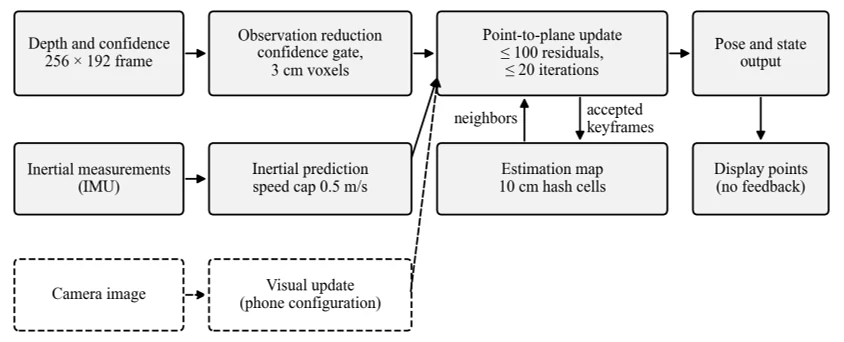 Depth and confidence
256 × 192 frame
Observation reduction
confidence gate,
3 cm voxels
Point-to-plane update
≤ 100 residuals,
≤ 20 iterations
Pose and state
output
neighbors
accepted
keyframes
Inertial measurements
(IMU)
Inertial prediction
speed cap 0.5 m/s
Estimation map
10 cm hash cells
Display points
(no feedback)
Camera image
Visual update
(phone configuration)